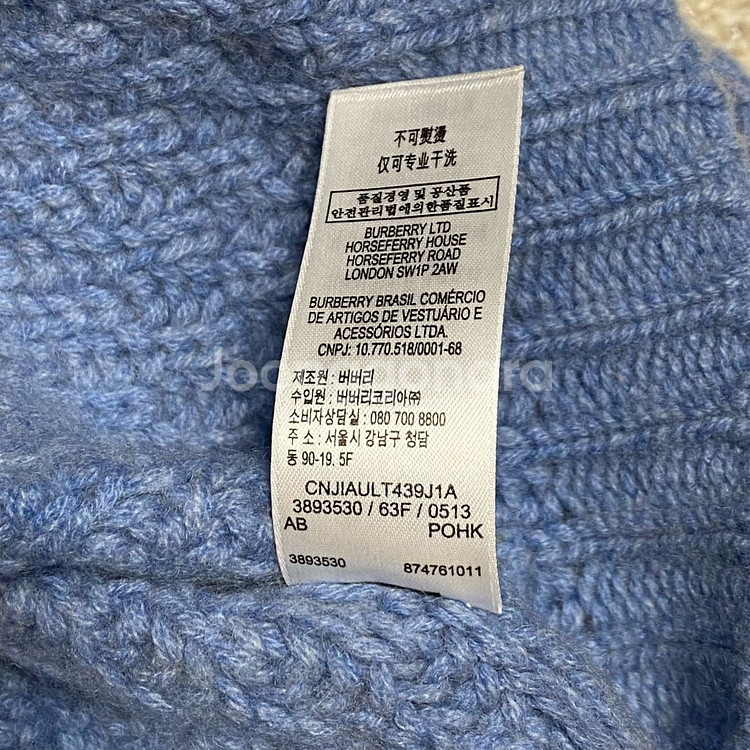 不可熨燙
仅可专业干洗
품질경영 및 공산품
안전관리법에의한품질표시
BURBERRY LTD
HORSEFERRY HOUSE
HORSEFERRY ROAD
LONDON SW1P 2AW
BURBERRY BRASIL COMÉRCIO
DE ARTIGOS DE VESTUÁRIO E
ACESSÓRIOS LTDA.
CNPJ: 10.770.518/0001-68
제조원 : 버버리
수입원 : 버버리코리아㈜
소비자상담실 : 080 700 8800
주 소 : 서울시 강남구 청담
동 90-19. 5F
CNJIAULT439J1A
3893530 / 63F / 0513
AB POHK
3893530 874761011